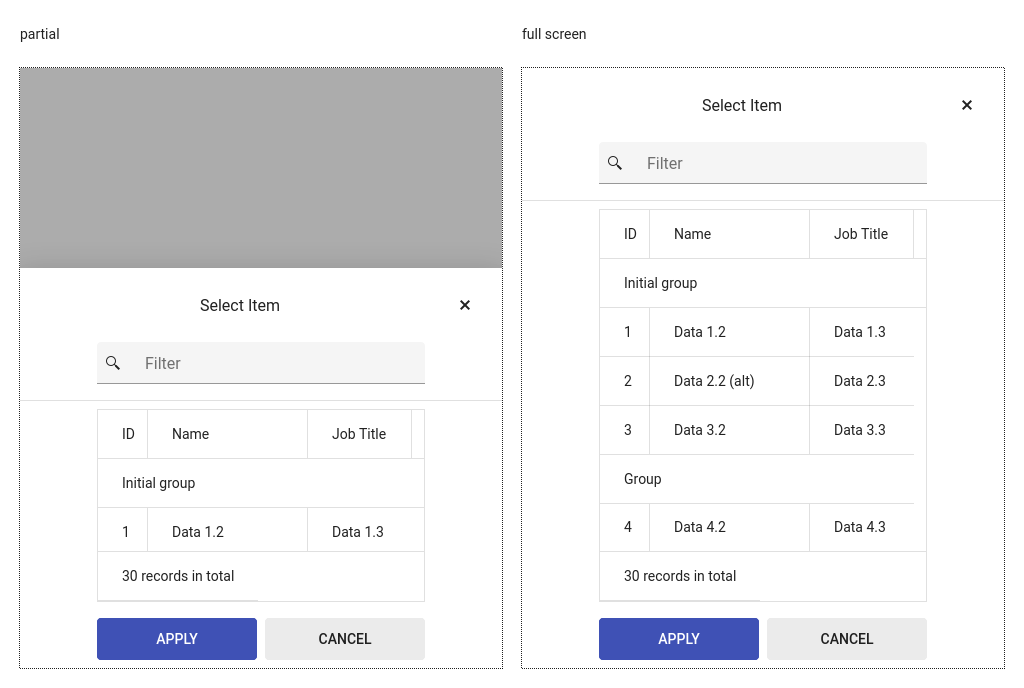 partial
Select Item
Filter
ID Name Job Title
Initial group
1 Data 1.2 Data 1.3
30 records in total
APPLY CANCEL
full screen
Select Item
Filter
ID Name Job Title
Initial group
1 Data 1.2 Data 1.3
2 Data 2.2 (alt) Data 2.3
3 Data 3.2 Data 3.3
Group
4 Data 4.2 Data 4.3
30 records in total
APPLY CANCEL